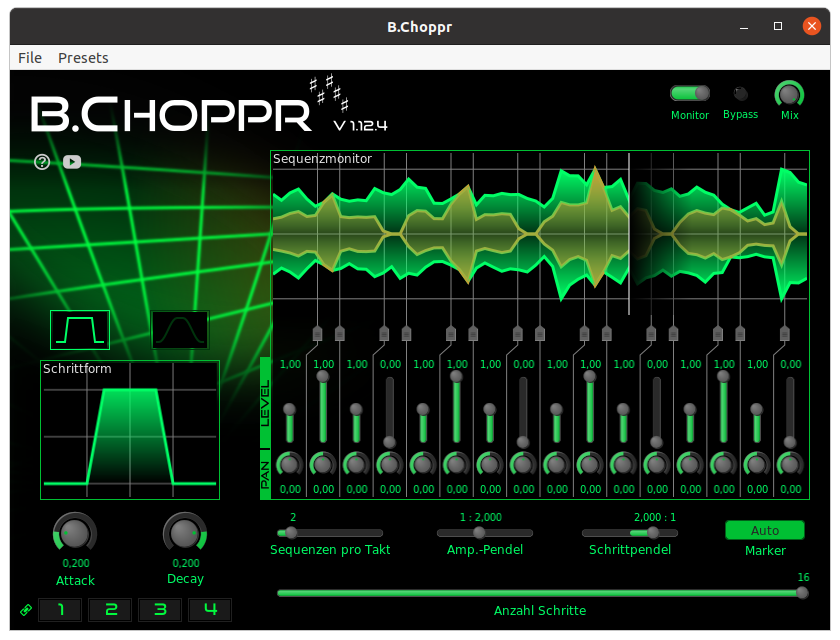 B.Choppr
File Presets
B.CHOPPR
V 1.12.4
Monitor Bypass Mix
Sequenzmonitor
Schrittform
LEVEL
1,00 1,00 1,00 0,00 1,00 1,00 1,00 0,00 1,00 1,00 1,00 0,00 1,00 1,00 1,00 0,00
PAN
0,00 0,00 0,00 0,00 0,00 0,00 0,00 0,00 0,00 0,00 0,00 0,00 0,00 0,00 0,00 0,00
2 1 : 2,000 2,000 : 1 Auto
Sequenzen pro Takt Amp.-Pendel Schrittpendel Marker
0,200 0,200
Attack Decay
16
Anzahl Schritte
1 2 3 4